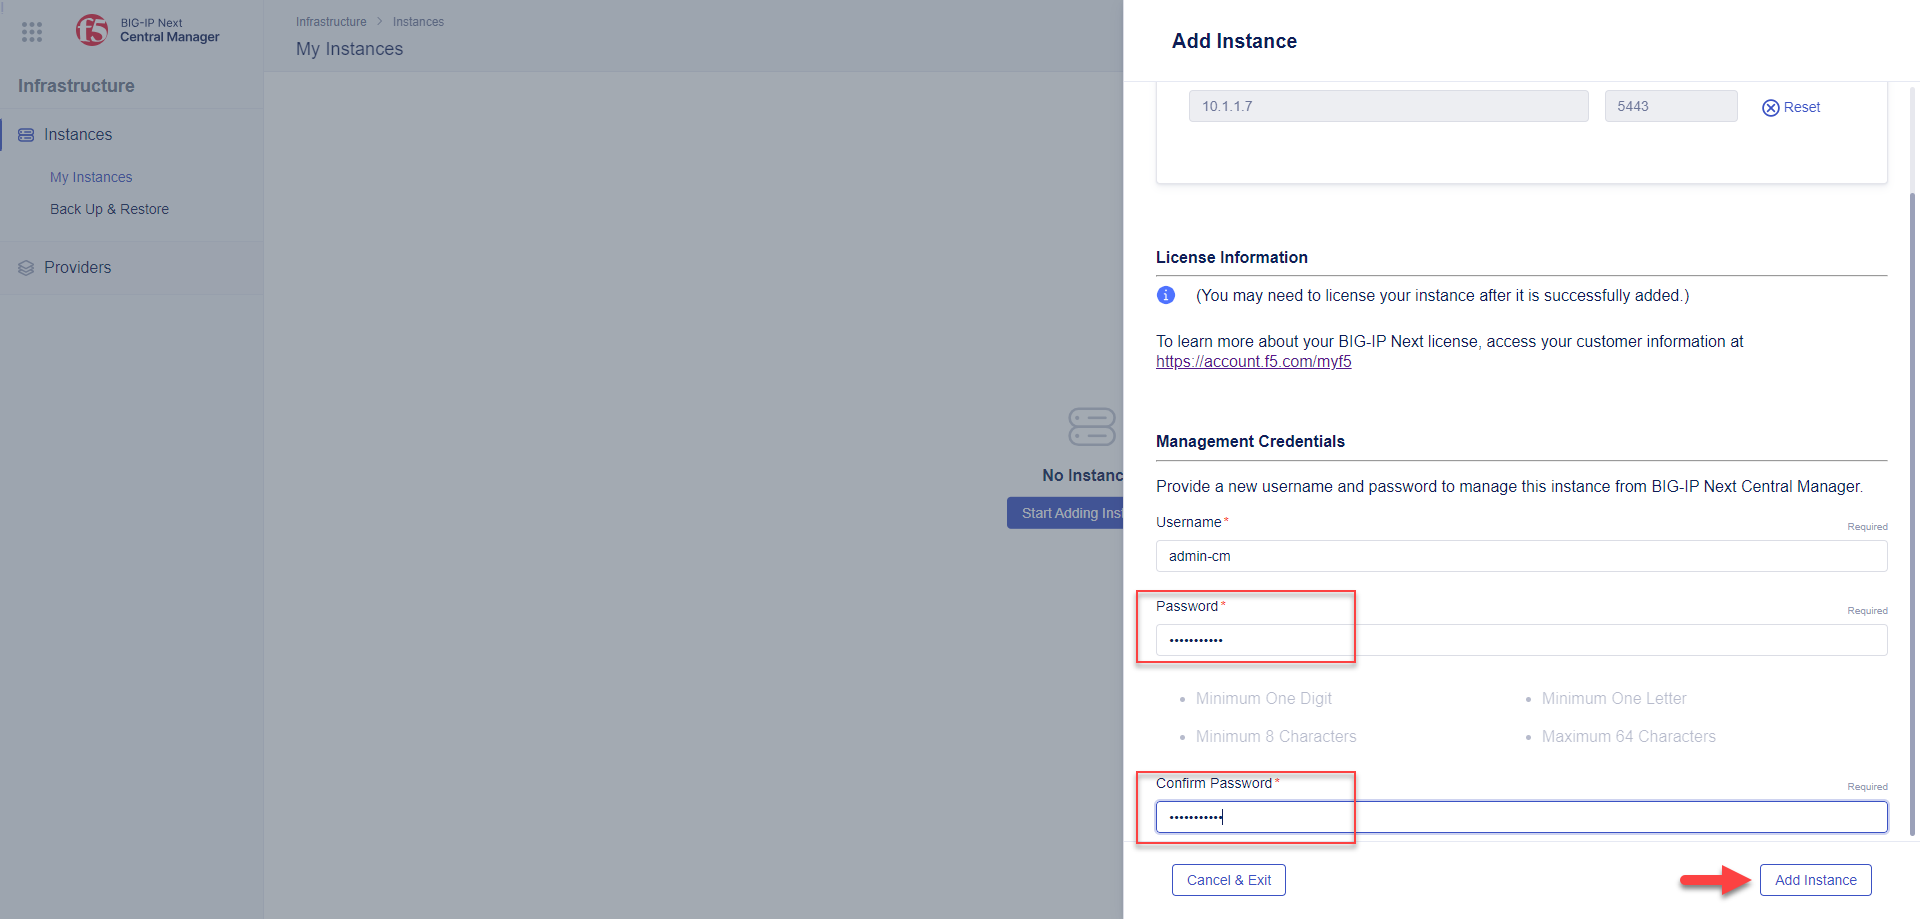 BIG-IP Next
Central Manager
Infrastructure
Instances
My Instances
Back Up & Restore
Providers
Infrastructure > Instances
My Instances
No Instanc
Start Adding Inst
Add Instance
10.1.1.7 5443 Reset
License Information
(You may need to license your instance after it is successfully added.)
To learn more about your BIG-IP Next license, access your customer information at
https://account.f5.com/myf5
Management Credentials
Provide a new username and password to manage this instance from BIG-IP Next Central Manager.
Username* Required
admin-cm
Password* Required
•••••••••••
• Minimum One Digit • Minimum One Letter
• Minimum 8 Characters • Maximum 64 Characters
Confirm Password* Required
•••••••••••
Cancel & Exit Add Instance